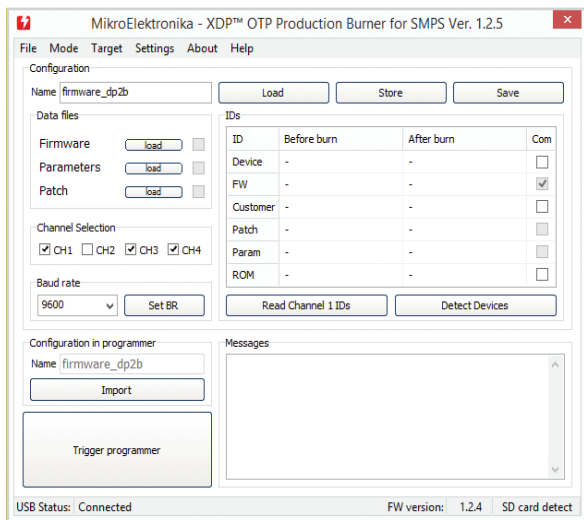 MikroElektronika - XDP™ OTP Production Burner for SMPS Ver. 1.2.5
File Mode Target Settings About Help
Configuration
Name firmware_dp2b Load Store Save
Data files
Firmware load
Parameters load
Patch load
Channel Selection
CH1 CH2 CH3 CH4
Baud rate
9600 Set BR
IDs
ID Before burn After burn Com
Device - -
FW - -
Customer - -
Patch - -
Param - -
ROM - -
Read Channel 1 IDs Detect Devices
Configuration in programmer
Name firmware_dp2b
Import
Trigger programmer
Messages
USB Status: Connected FW version: 1.2.4 SD card detect